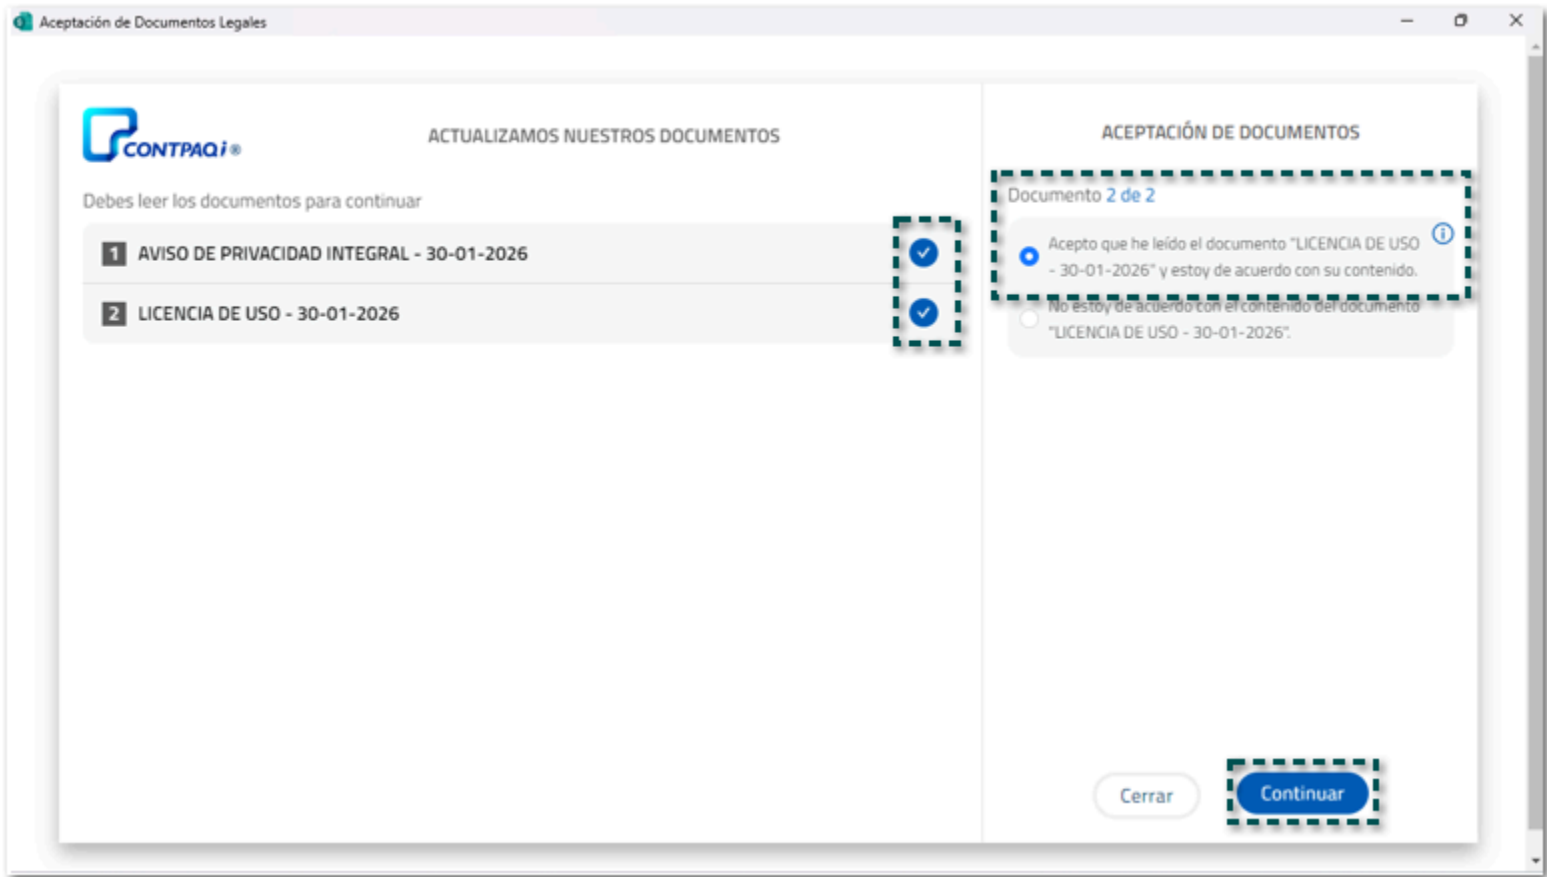 Aceptación de Documentos Legales
CONTPAQi®
ACTUALIZAMOS NUESTROS DOCUMENTOS
Debes leer los documentos para continuar
1 AVISO DE PRIVACIDAD INTEGRAL - 30-01-2026
2 LICENCIA DE USO - 30-01-2026
ACEPTACIÓN DE DOCUMENTOS
Documento 2 de 2
Acepto que he leído el documento "LICENCIA DE USO
- 30-01-2026" y estoy de acuerdo con su contenido.
No estoy de acuerdo con el contenido del documento
"LICENCIA DE USO - 30-01-2026".
Cerrar
Continuar